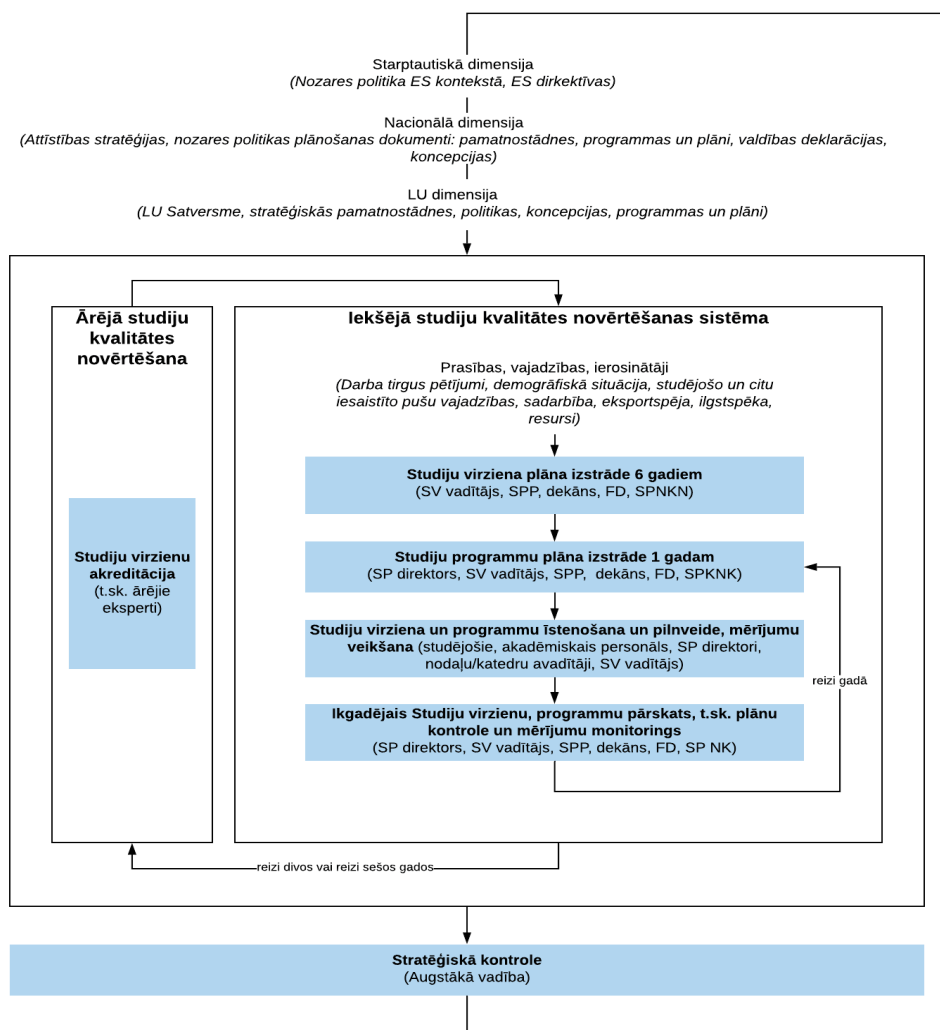 Starptautiskā dimensija
(Nozares politika ES kontekstā, ES dirkektīvas)
Nacionālā dimensija
(Attīstības stratēģijas, nozares politikas plānošanas dokumenti: pamatnostādnes, programmas un plāni, valdības deklarācijas,
koncepcijas)
LU dimensija
(LU Satversme, stratēģiskās pamatnostādnes, politikas, koncepcijas, programmas un plāni)
Ārējā studiju
kvalitātes
novērtēšana
Studiju virzienu
akreditācija
(t.sk. ārējie
eksperti)
Iekšējā studiju kvalitātes novērtēšanas sistēma
Prasības, vajadzības, ierosinātāji
(Darba tirgus pētījumi, demogrāfiskā situācija, studējošo un citu
iesaistīto pušu vajadzības, sadarbība, eksportspēja, ilgstspēka,
resursi)
Studiju virziena plāna izstrāde 6 gadiem
(SV vadītājs, SPP, dekāns, FD, SPNKN)
Studiju programmu plāna izstrāde 1 gadam
(SP direktors, SV vadītājs, SPP, dekāns, FD, SPKNK)
Studiju virziena un programmu īstenošana un pilnveide, mērījumu
veikšana (studējošie, akadēmiskais personāls, SP direktori,
nodaļu/katedru avadītāji, SV vadītājs)
reizi gadā
Ikgadējais Studiju virzienu, programmu pārskats, t.sk. plānu
kontrole un mērījumu monitorings
(SP direktors, SV vadītājs, SPP, dekāns, FD, SP NK)
reizi divos vai reizi sešos gados
Stratēģiskā kontrole
(Augstākā vadība)